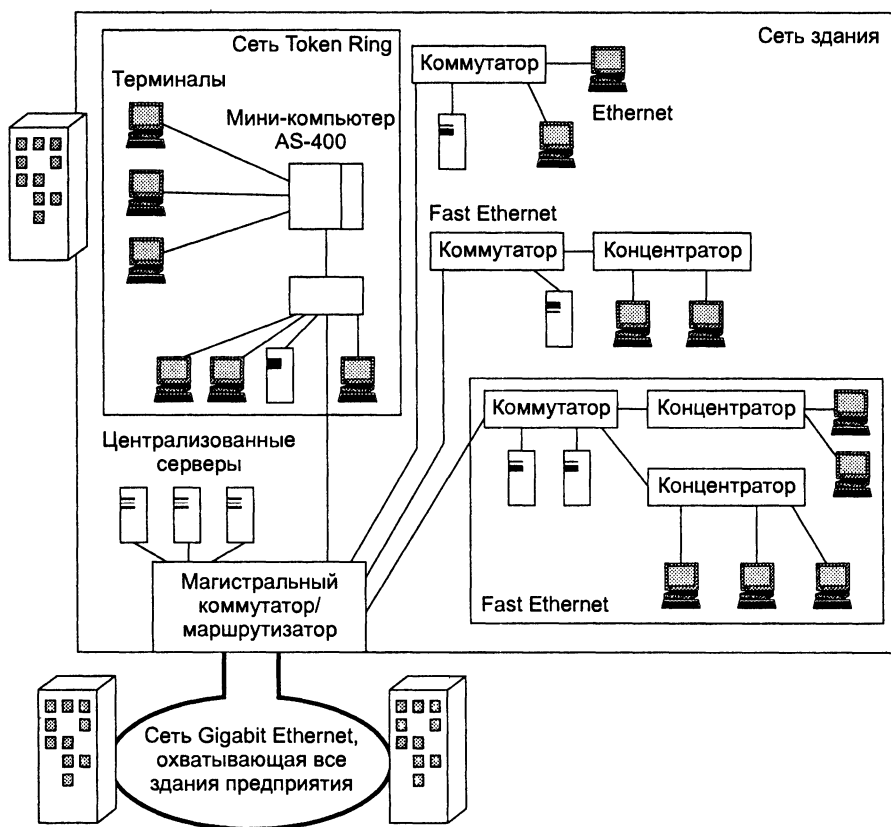 Сеть здания
Сеть Token Ring
Терминалы
Мини-компьютер
AS-400
Коммутатор
Ethernet
Fast Ethernet
Коммутатор
Концентратор
Коммутатор
Концентратор
Концентратор
Fast Ethernet
Централизованные
серверы
Магистральный
коммутатор/
маршрутизатор
Сеть Gigabit Ethernet,
охватывающая все
здания предприятия